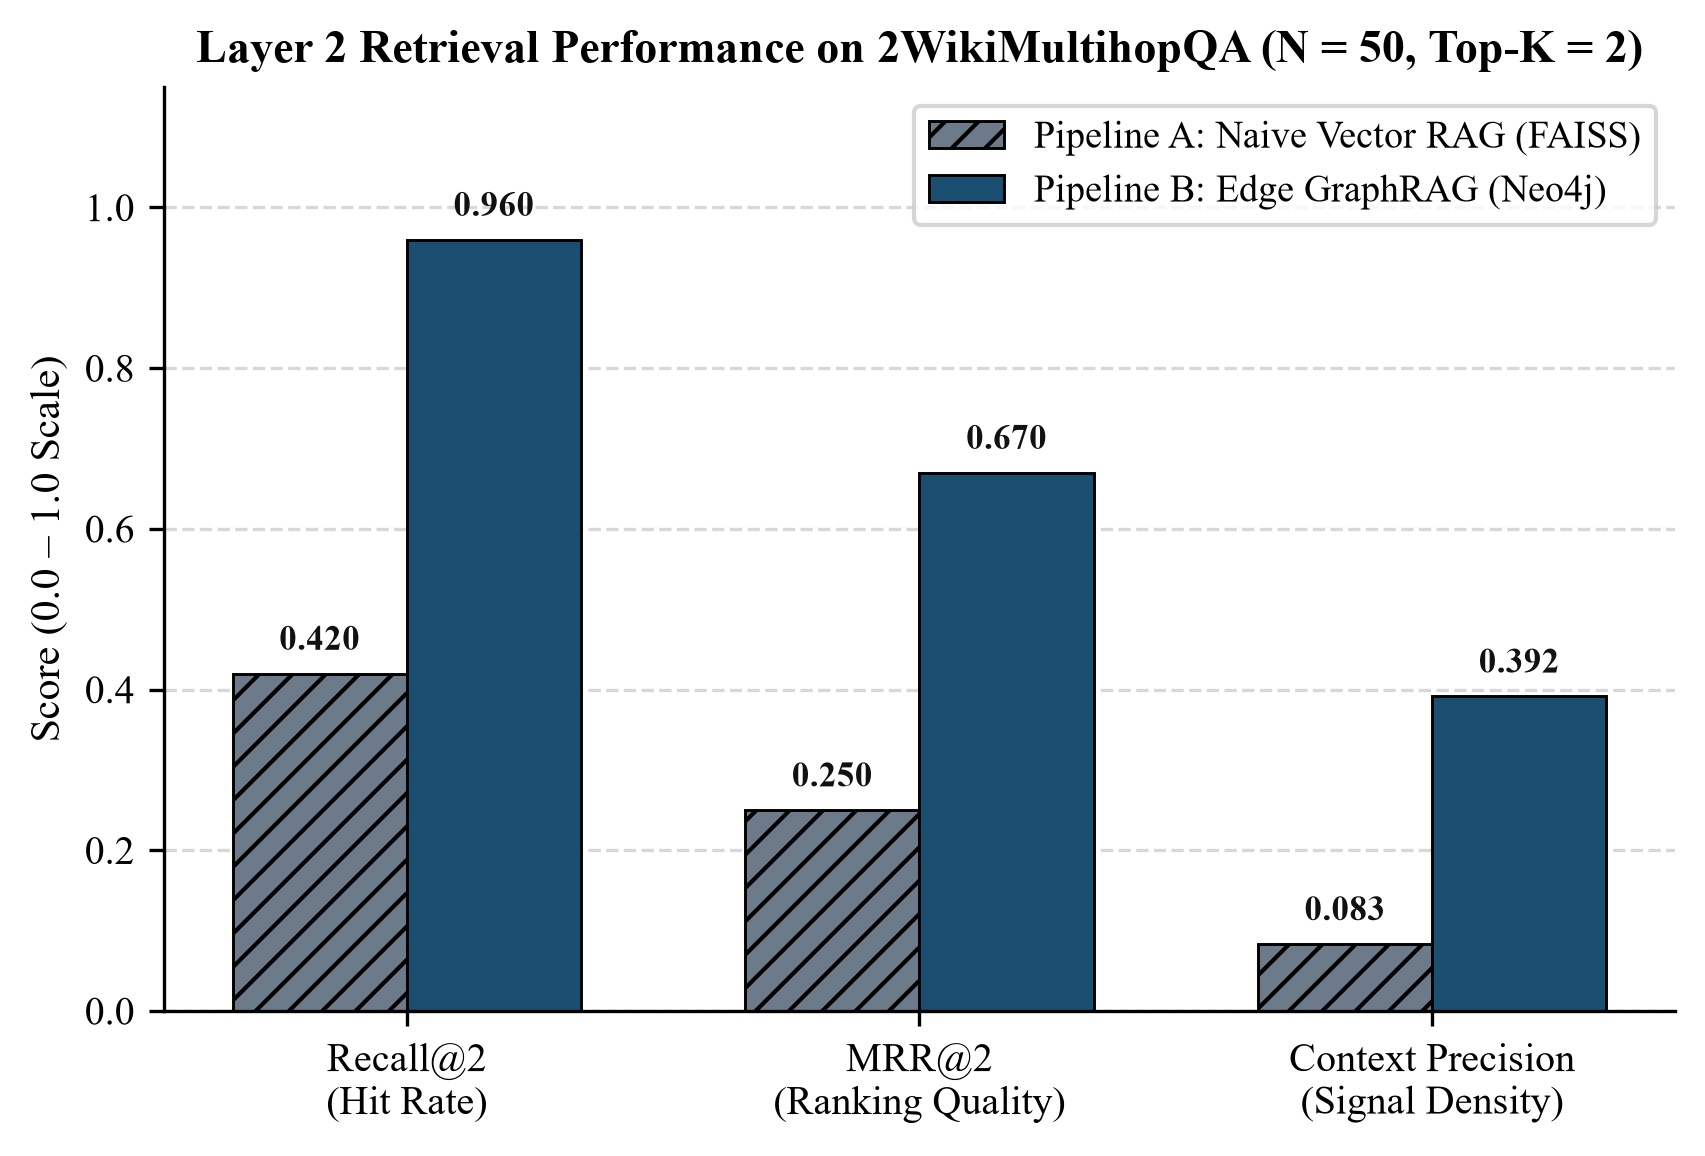 Layer 2 Retrieval Performance on 2WikiMultihopQA (N = 50, Top-K = 2)
Pipeline A: Naive Vector RAG (FAISS)
Pipeline B: Edge GraphRAG (Neo4j)
Score (0.0 – 1.0 Scale)
1.0
0.8
0.6
0.4
0.2
0.0
0.960
0.420
0.670
0.250
0.392
0.083
Recall@2
(Hit Rate)
MRR@2
(Ranking Quality)
Context Precision
(Signal Density)